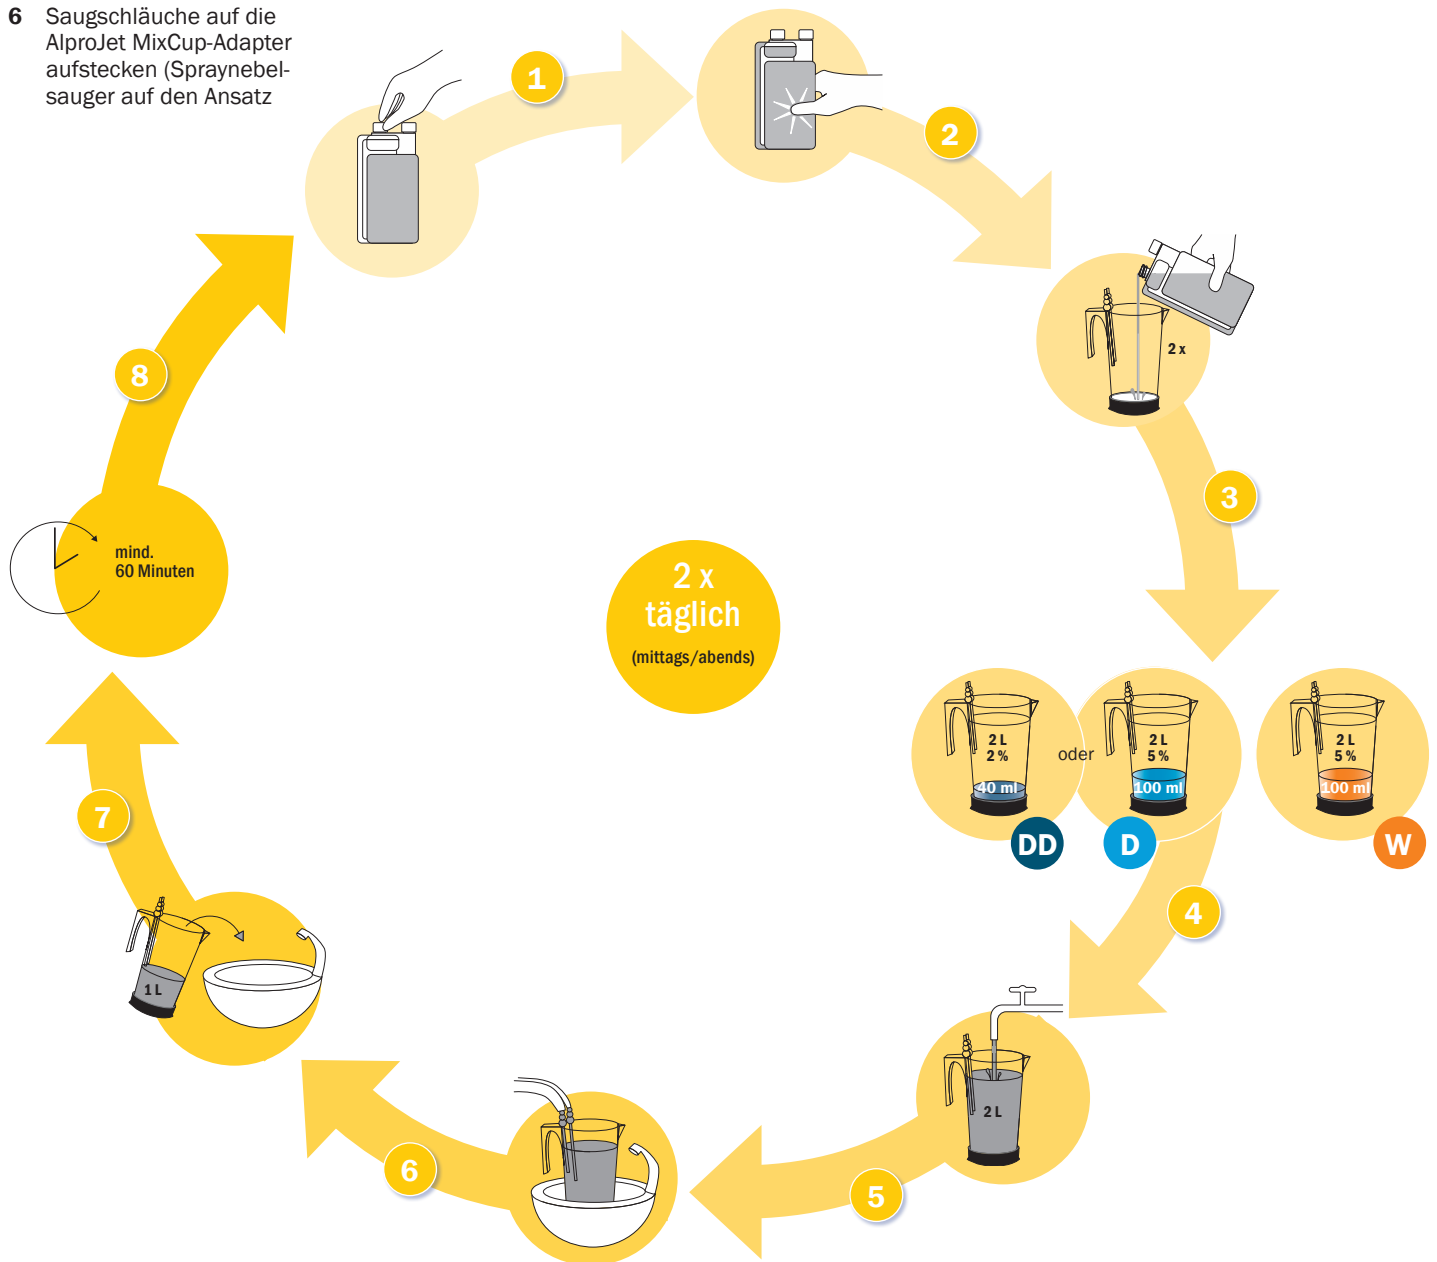 6 Saugschläuche auf die
AlproJet MixCup-Adapter
aufstecken (Spraynebel-
sauger auf den Ansatz
1
2
2 x
3
2 L
2 %
40 ml
DD
oder
2 L
5 %
100 ml
D
2 L
5 %
100 ml
W
4
2 L
5
6
1 L
7
mind.
60 Minuten
8
2 x
täglich
(mittags/abends)